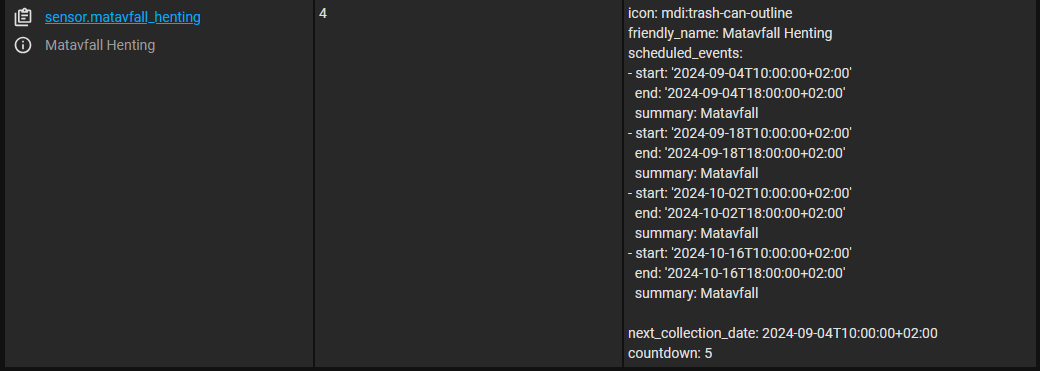 sensor.matavfall_henting
Matavfall Henting
4
icon: mdi:trash-can-outline
friendly_name: Matavfall Henting
scheduled_events:
- start: '2024-09-04T10:00:00+02:00'
end: '2024-09-04T18:00:00+02:00'
summary: Matavfall
- start: '2024-09-18T10:00:00+02:00'
end: '2024-09-18T18:00:00+02:00'
summary: Matavfall
- start: '2024-10-02T10:00:00+02:00'
end: '2024-10-02T18:00:00+02:00'
summary: Matavfall
- start: '2024-10-16T10:00:00+02:00'
end: '2024-10-16T18:00:00+02:00'
summary: Matavfall
next_collection_date: 2024-09-04T10:00:00+02:00
countdown: 5